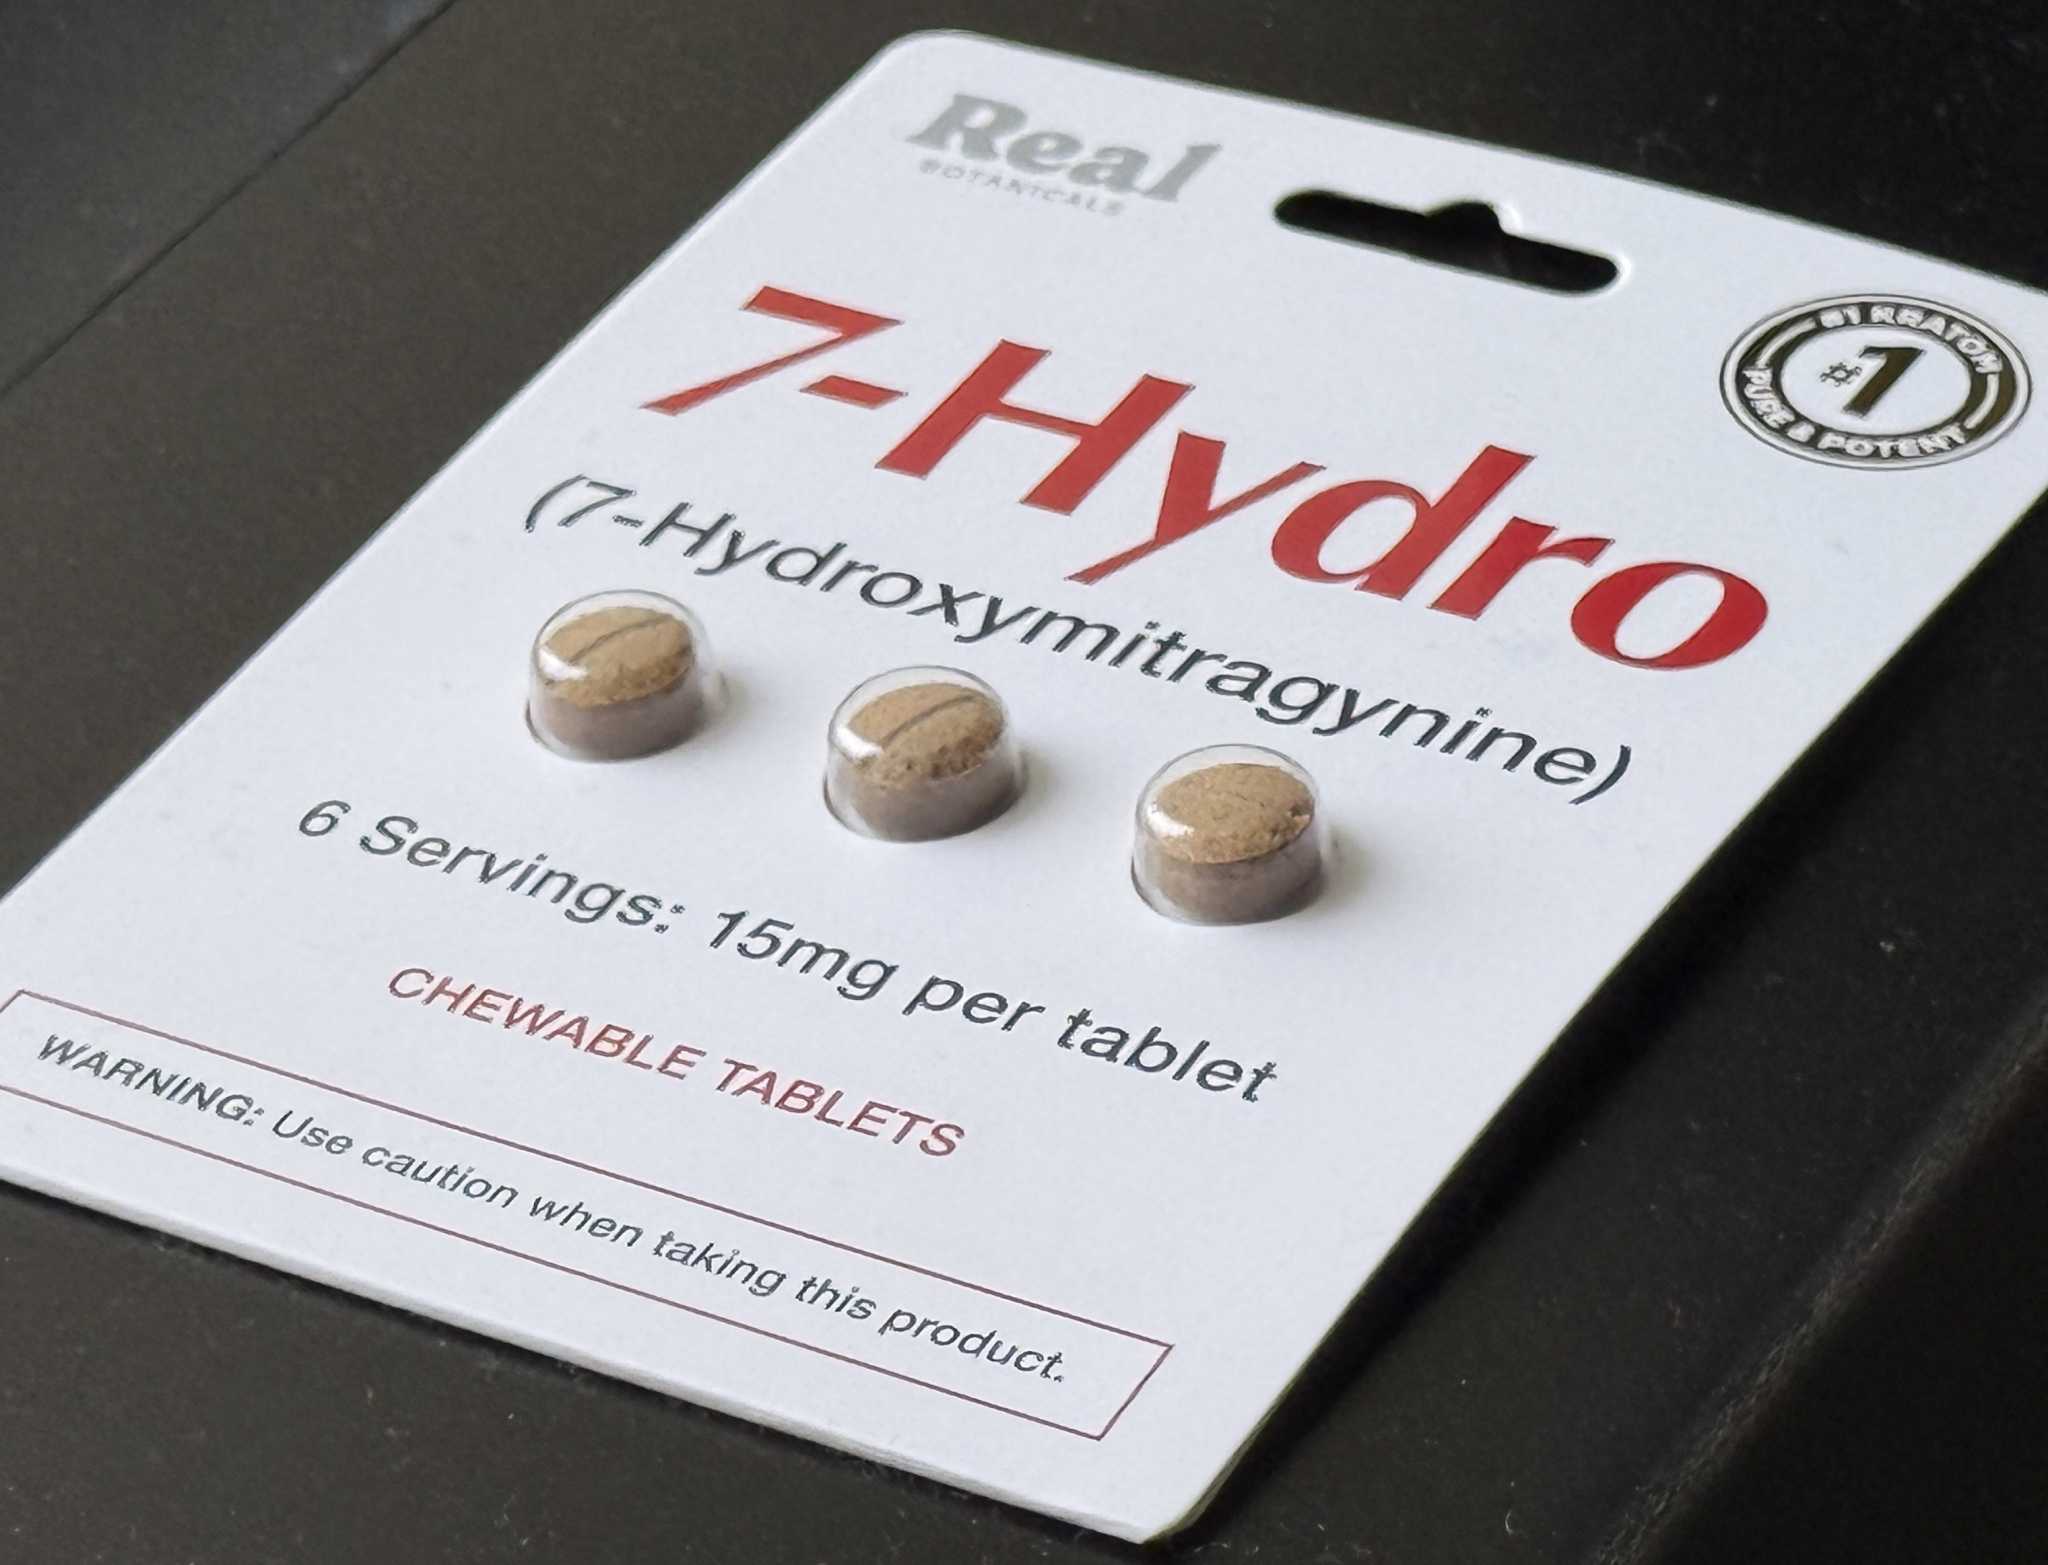 Real
BOTANICALS
#1 KRATOM
#1
PURE & POTENT
7-Hydro
(7-Hydroxymitragynine)
6 Servings: 15mg per tablet
CHEWABLE TABLETS
WARNING: Use caution when taking this product.